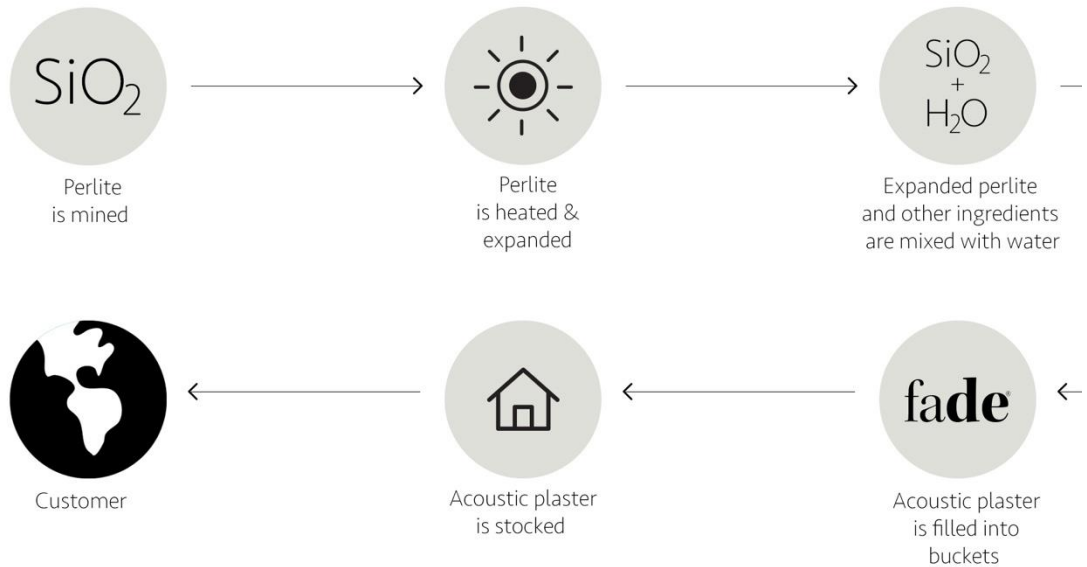 SiO₂
Perlite
is mined
Perlite
is heated &
expanded
SiO₂
+
H₂O
Expanded perlite
and other ingredients
are mixed with water
Customer
Acoustic plaster
is stocked
fade®
Acoustic plaster
is filled into
buckets